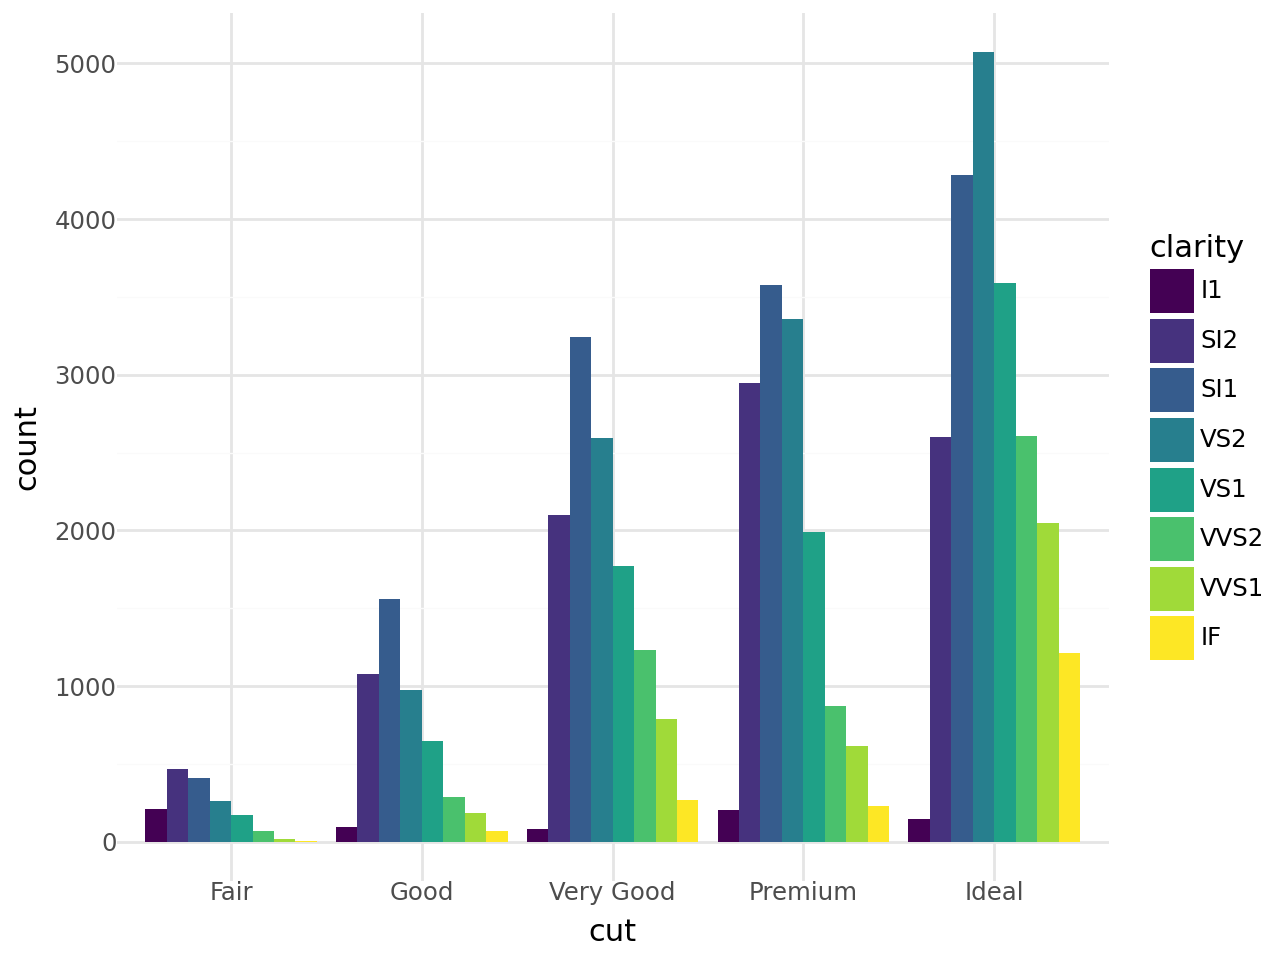 5000
4000
3000
2000
1000
0
count
Fair Good Very Good Premium Ideal
cut
clarity
I1
SI2
SI1
VS2
VS1
VVS2
VVS1
IF